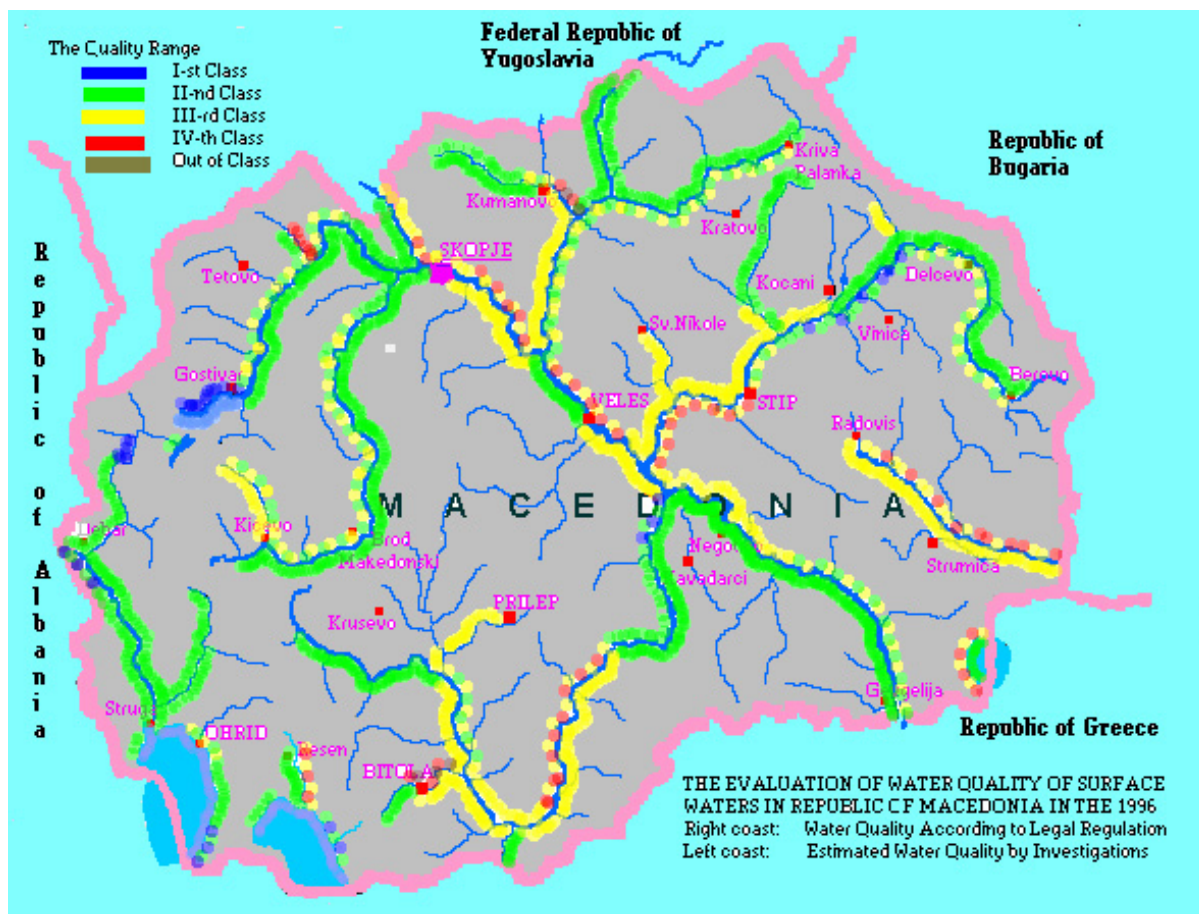 Federal Republic of
Yugoslavia
The Quality Range
I-st Class
II-nd Class
III-rd Class
IV-th Class
Out of Class
Republic of
Bugaria
Kriva
Palanka
Kumanovo
Kratovo
SKOPJE
Tetovo
Kocani
Delcevo
Sv.Nikole
Vinica
Gostivar
Berovo
VELES
STIP
Radovis
MACEDONIA
Republic of Albania
Debar
Kicevo
Brod
Makedonski
Negotino
Kavadarci
Strumica
Krusevo
PRILEP
Struga
OHRID
Resen
BITOLA
Gevgelija
Republic of Greece
THE EVALUATION OF WATER QUALITY OF SURFACE
WATERS IN REPUBLIC CF MACEDONIA IN THE 1996
Right coast: Water Quality According to Legal Regulation
Left coast: Estimated Water Quality by Investigations